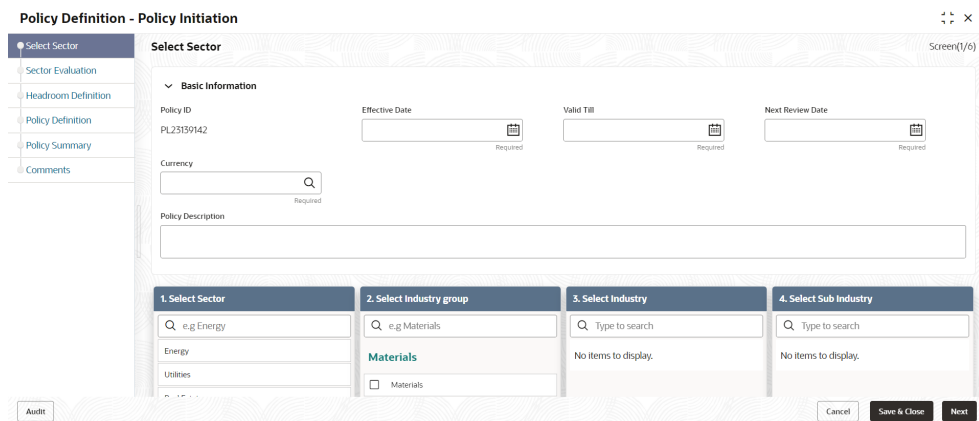 Policy Definition - Policy Initiation
Select Sector
Sector Evaluation
Headroom Definition
Policy Definition
Policy Summary
Comments
Select Sector
Screen(1/6)
Basic Information
Policy ID
Effective Date
Valid Till
Next Review Date
PL23139142
Required
Required
Required
Currency
Required
Policy Description
1. Select Sector
2. Select Industry group
3. Select Industry
4. Select Sub Industry
e.g Energy
e.g Materials
Type to search
Type to search
Energy
Materials
No items to display.
No items to display.
Utilities
Materials
Audit
Cancel
Save & Close
Next